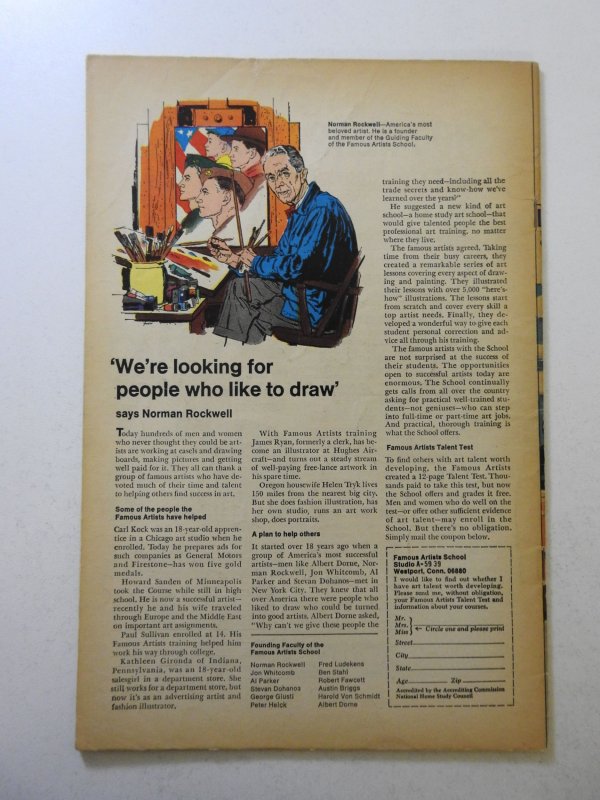 Norman Rockwell—America's most
beloved artist. He is a founder
and member of the Guiding Faculty
of the Famous Artists School.
'We're looking for
people who like to draw'
says Norman Rockwell
Today hundreds of men and women
who never thought they could be art-
ists are working at easels and drawing
boards, making pictures and getting
well paid for it. They all can thank a
group of famous artists who have de-
voted much of their time and talent
to helping others find success in art.
Some of the people the
Famous Artists have helped
Carl Kock was an 18-year-old appren-
tice in a Chicago art studio when he
enrolled. Today he prepares ads for
such companies as General Motors
and Firestone—has won five gold
medals.
Howard Sanden of Minneapolis
took the Course while still in high
school. He is now a successful artist—
recently he and his wife traveled
through Europe and the Middle East
on important art assignments.
Paul Sullivan enrolled at 14. His
Famous Artists training helped him
work his way through college.
Kathleen Gironda of Indiana,
Pennsylvania, was an 18-year-old
salesgirl in a department store. She
still works for a department store, but
now it's as an advertising artist and
fashion illustrator.
With Famous Artists training
James Ryan, formerly a clerk, has be-
come an illustrator at Hughes Air-
craft—and turns out a steady stream
of well-paying free-lance artwork in
his spare time.
Oregon housewife Helen Tryk lives
150 miles from the nearest big city.
But she does fashion illustration, has
her own studio, runs an art work
shop, does portraits.
A plan to help others
It started over 18 years ago when a
group of America's most successful
artists—men like Albert Dorne, Nor-
man Rockwell, Jon Whitcomb, Al
Parker and Stevan Dohanos—met in
New York City. They knew that all
over America there were people who
liked to draw who could be turned
into good artists. Albert Dorne asked,
"Why can't we give these people the
Founding Faculty of the
Famous Artists School
Norman Rockwell
Jon Whitcomb
Al Parker
Stevan Dohanos
George Giusti
Peter Helck
Fred Ludekens
Ben Stahl
Robert Fawcett
Austin Briggs
Harold Von Schmidt
Albert Dorne
training they need—including all the
trade secrets and know-how we've
learned over the years?"
He suggested a new kind of art
school—a home study art school—that
would give talented people the best
professional art training, no matter
where they live.
The famous artists agreed. Taking
time from their busy careers, they
created a remarkable series of art
lessons covering every aspect of draw-
ing and painting. They illustrated
their lessons with over 5,000 "here's-
how" illustrations. The lessons start
from scratch and cover every skill a
top artist needs. Finally, they de-
veloped a wonderful way to give each
student personal correction and ad-
vice all through his training.
The famous artists with the School
are not surprised at the success of
their students. The opportunities
open to successful artists today are
enormous. The School continually
gets calls from all over the country
asking for practical well-trained stu-
dents—not geniuses—who can step
into full-time or part-time art jobs.
And practical, thorough training is
what the School offers.
Famous Artists Talent Test
To find others with art talent worth
developing, the Famous Artists
created a 12-page Talent Test. Thou-
sands paid to take this test, but now
the School offers and grades it free.
Men and women who do well on the
test—or offer other sufficient evidence
of art talent—may enroll in the
School. But there's no obligation.
Simply mail the coupon below.
Famous Artists School
Studio A-5939
Westport, Conn. 06880
I would like to find out whether I
have art talent worth developing.
Please send me, without obligation,
your Famous Artists Talent Test and
information about your courses.
Mr.
Mrs.
Miss
Circle one and please print
Street
City
State
Age Zip
Accredited by the Accrediting Commission
National Home Study Council